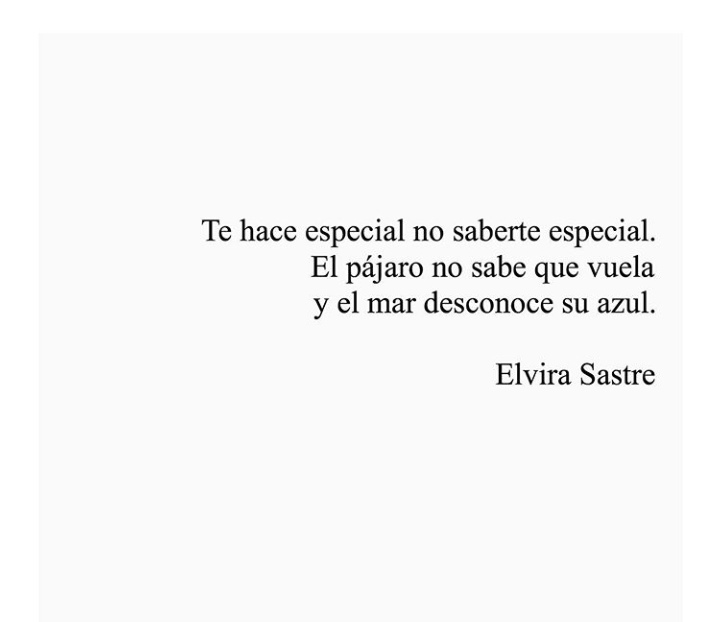 Te hace especial no saberte especial.
El pájaro no sabe que vuela
y el mar desconoce su azul.
Elvira Sastre